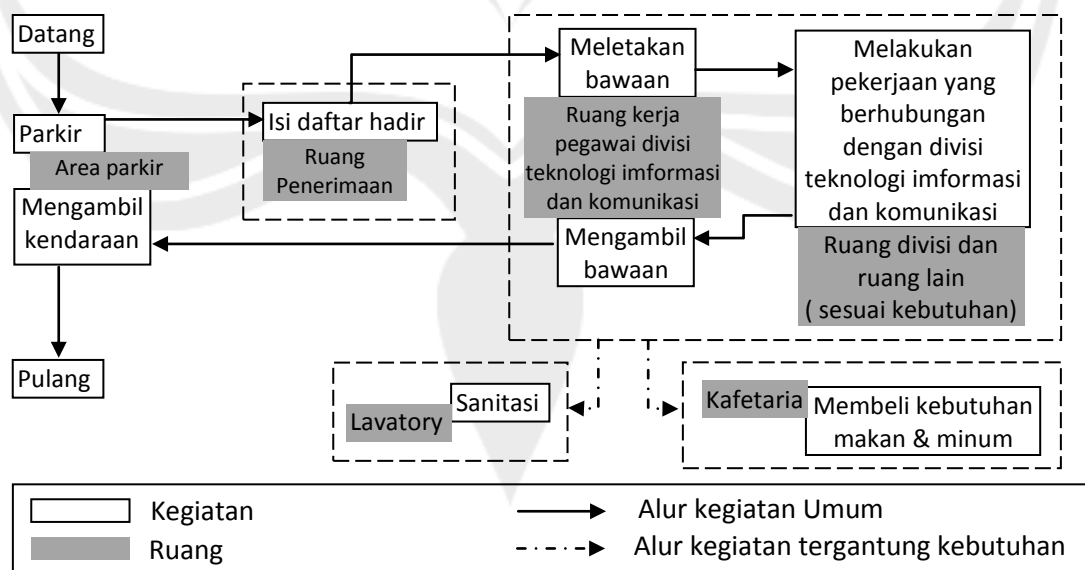 Datang
Parkir
Area parkir
Mengambil
kendaraan
Pulang
Isi daftar hadir
Ruang
Penerimaan
Meletakan
bawaan
Ruang kerja
pegawai divisi
teknologi imformasi
dan komunikasi
Mengambil
bawaan
Melakukan
pekerjaan yang
berhubungan
dengan divisi
teknologi imformasi
dan komunikasi
Ruang divisi dan
ruang lain
( sesuai kebutuhan)
Sanitasi
Lavatory
Kafetaria
Membeli kebutuhan
makan & minum
Kegiatan
Ruang
Alur kegiatan Umum
Alur kegiatan tergantung kebutuhan